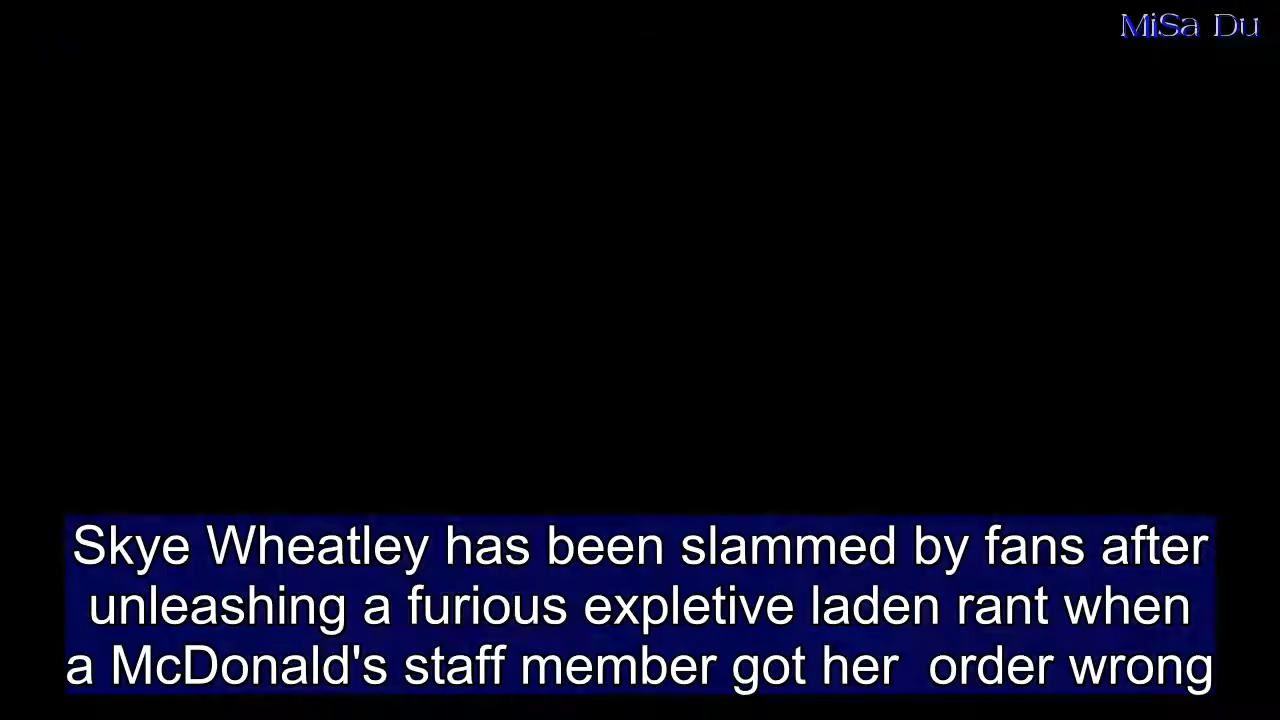 MiSa Du
Skye Wheatley has been slammed by fans after
unleashing a furious expletive laden rant when
a McDonald's staff member got her  order wrong